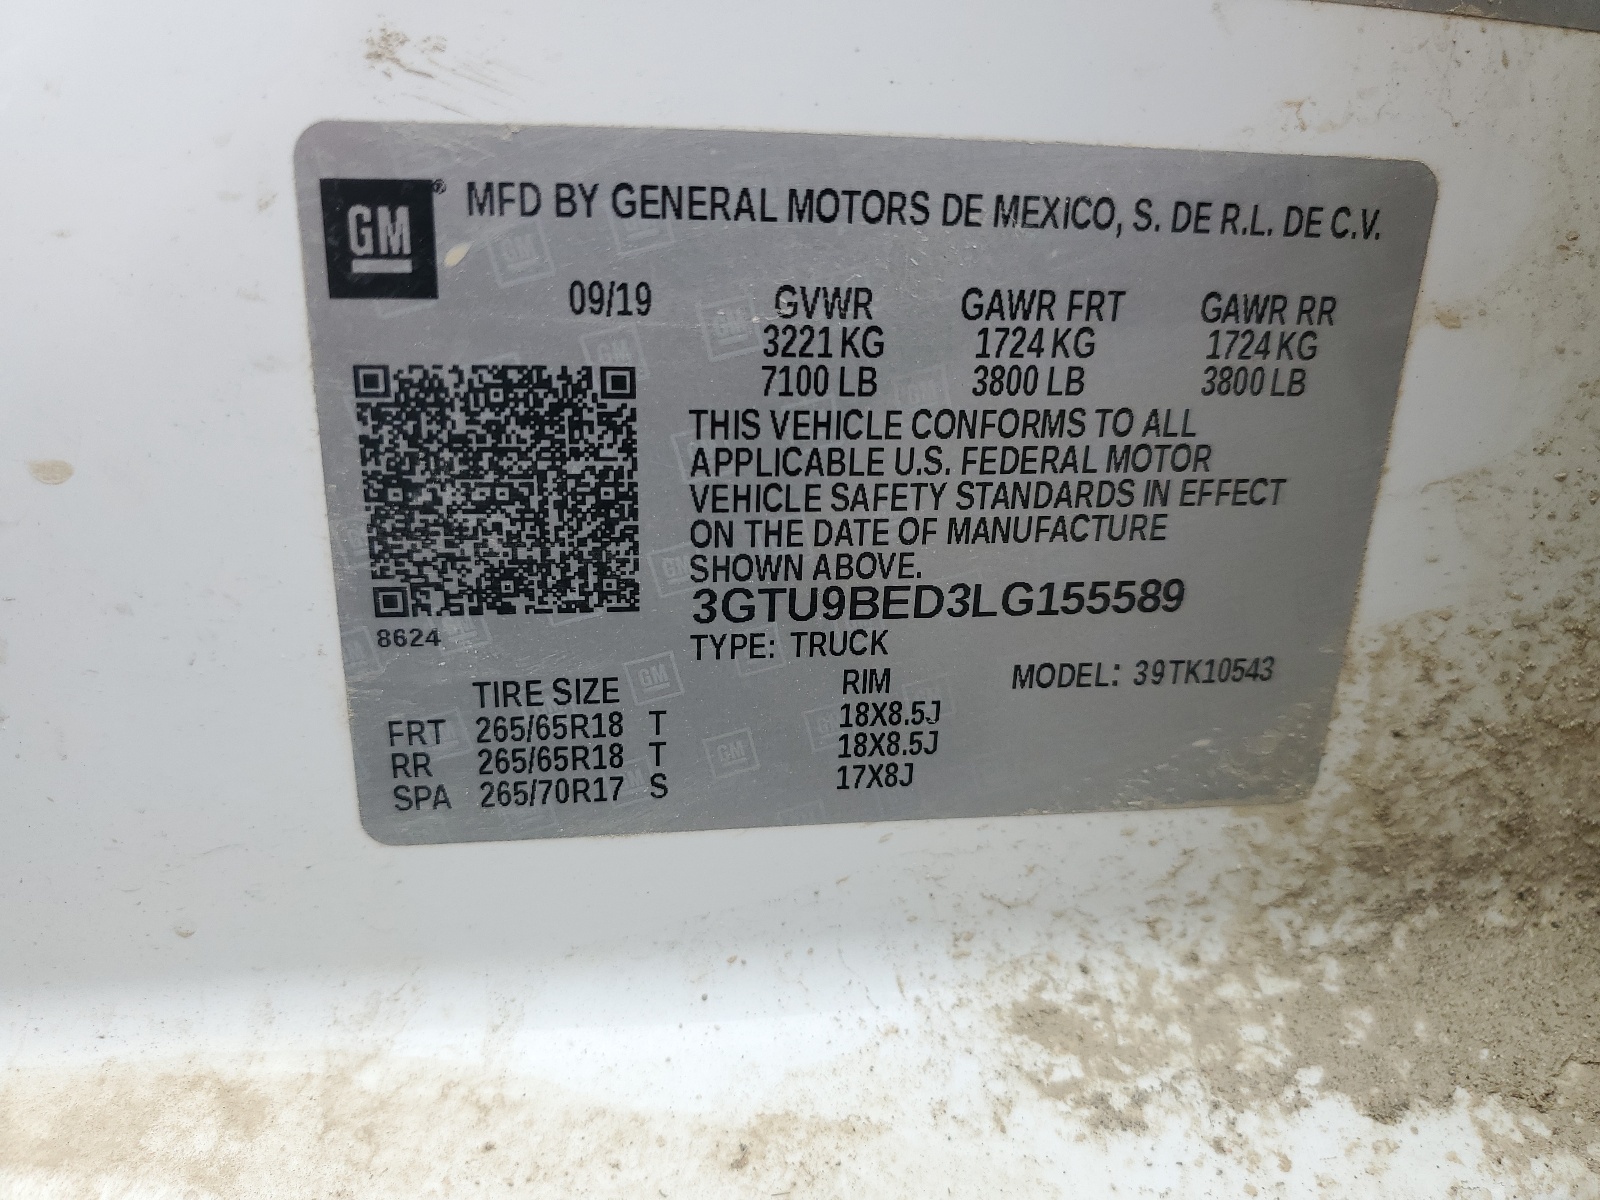 GM® MFD BY GENERAL MOTORS DE MEXICO, S. DE R.L. DE C.V.
09/19 GVWR GAWR FRT GAWR RR
3221 KG 1724 KG 1724 KG
7100 LB 3800 LB 3800 LB
THIS VEHICLE CONFORMS TO ALL
APPLICABLE U.S. FEDERAL MOTOR
VEHICLE SAFETY STANDARDS IN EFFECT
ON THE DATE OF MANUFACTURE
SHOWN ABOVE.
3GTU9BED3LG155589
8624 TYPE: TRUCK
TIRE SIZE RIM MODEL: 39TK10543
FRT 265/65R18 T 18X8.5J
RR 265/65R18 T 18X8.5J
SPA 265/70R17 S 17X8J